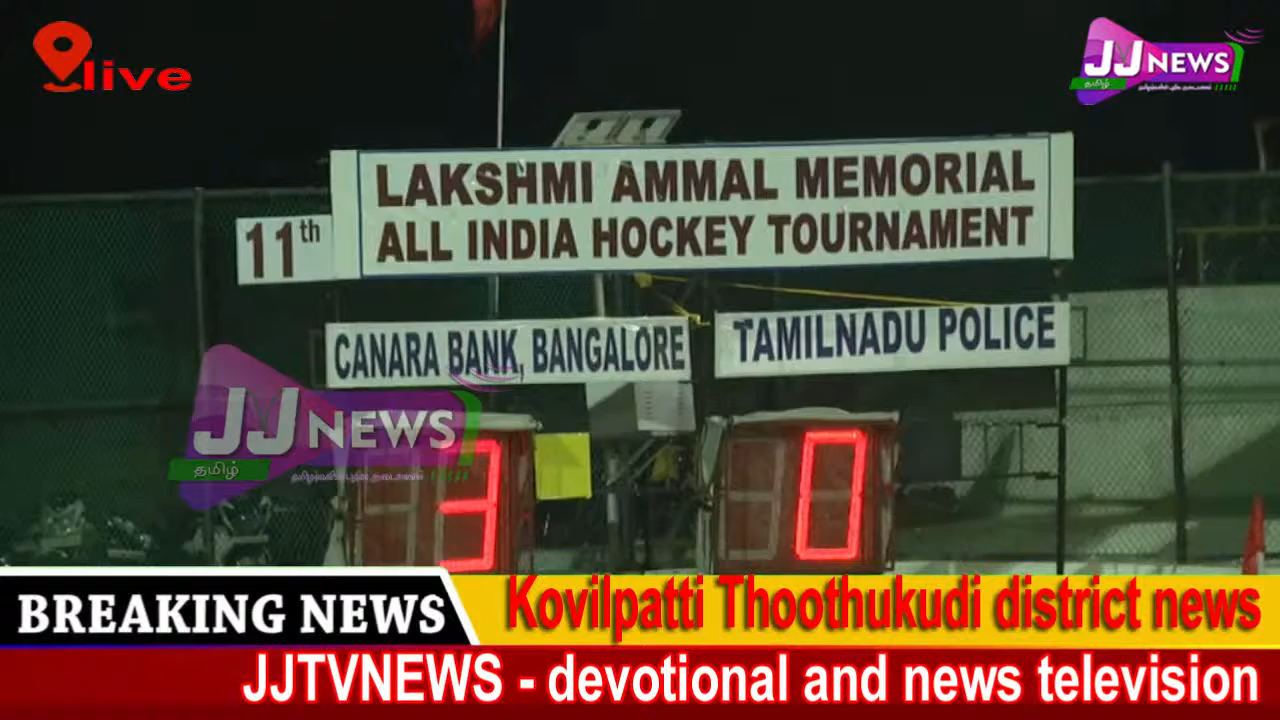 live
JJ NEWS
தமிழ்
LAKSHMI AMMAL MEMORIAL
ALL INDIA HOCKEY TOURNAMENT
11th
CANARA BANK, BANGALORE
TAMILNADU POLICE
JJ NEWS
தமிழ்
3
0
BREAKING NEWS
Kovilpatti Thoothukudi district news
JJTVNEWS - devotional and news television